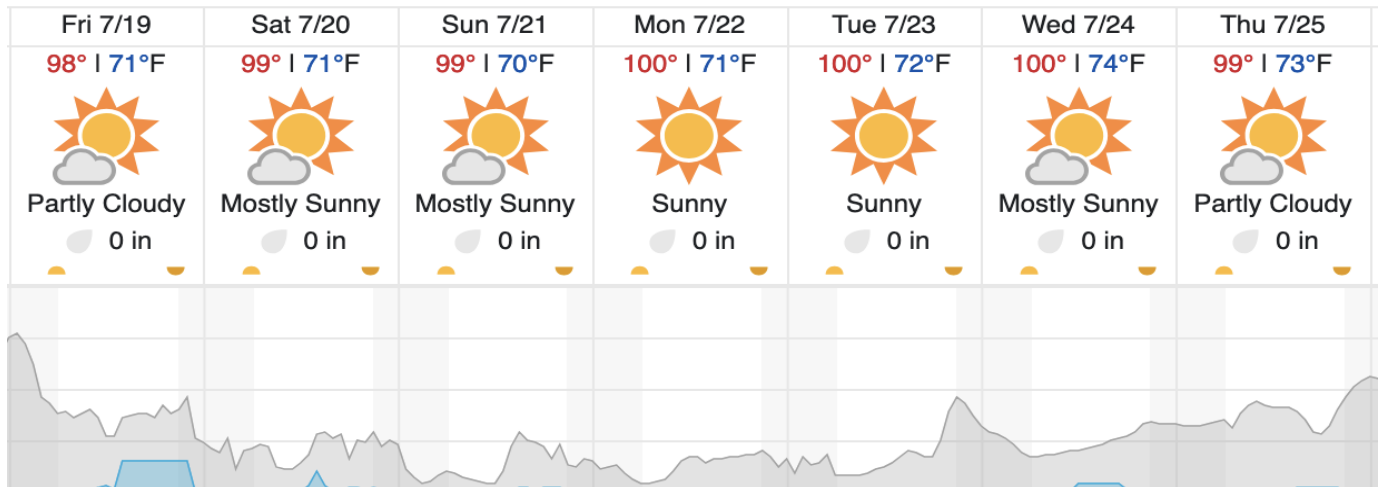 Fri 7/19 Sat 7/20 Sun 7/21 Mon 7/22 Tue 7/23 Wed 7/24 Thu 7/25
98° | 71°F 99° | 71°F 99° | 70°F 100° | 71°F 100° | 72°F 100° | 74°F 99° | 73°F
Partly Cloudy Mostly Sunny Mostly Sunny Sunny Sunny Mostly Sunny Partly Cloudy
0 in 0 in 0 in 0 in 0 in 0 in 0 in